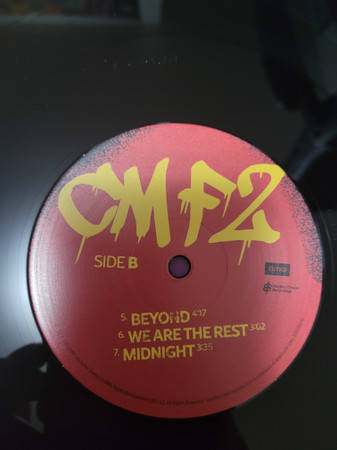 CMF2
SIDE B
5. BEYOND 4:17
6. WE ARE THE REST 3:02
7. MIDNIGHT 3:35